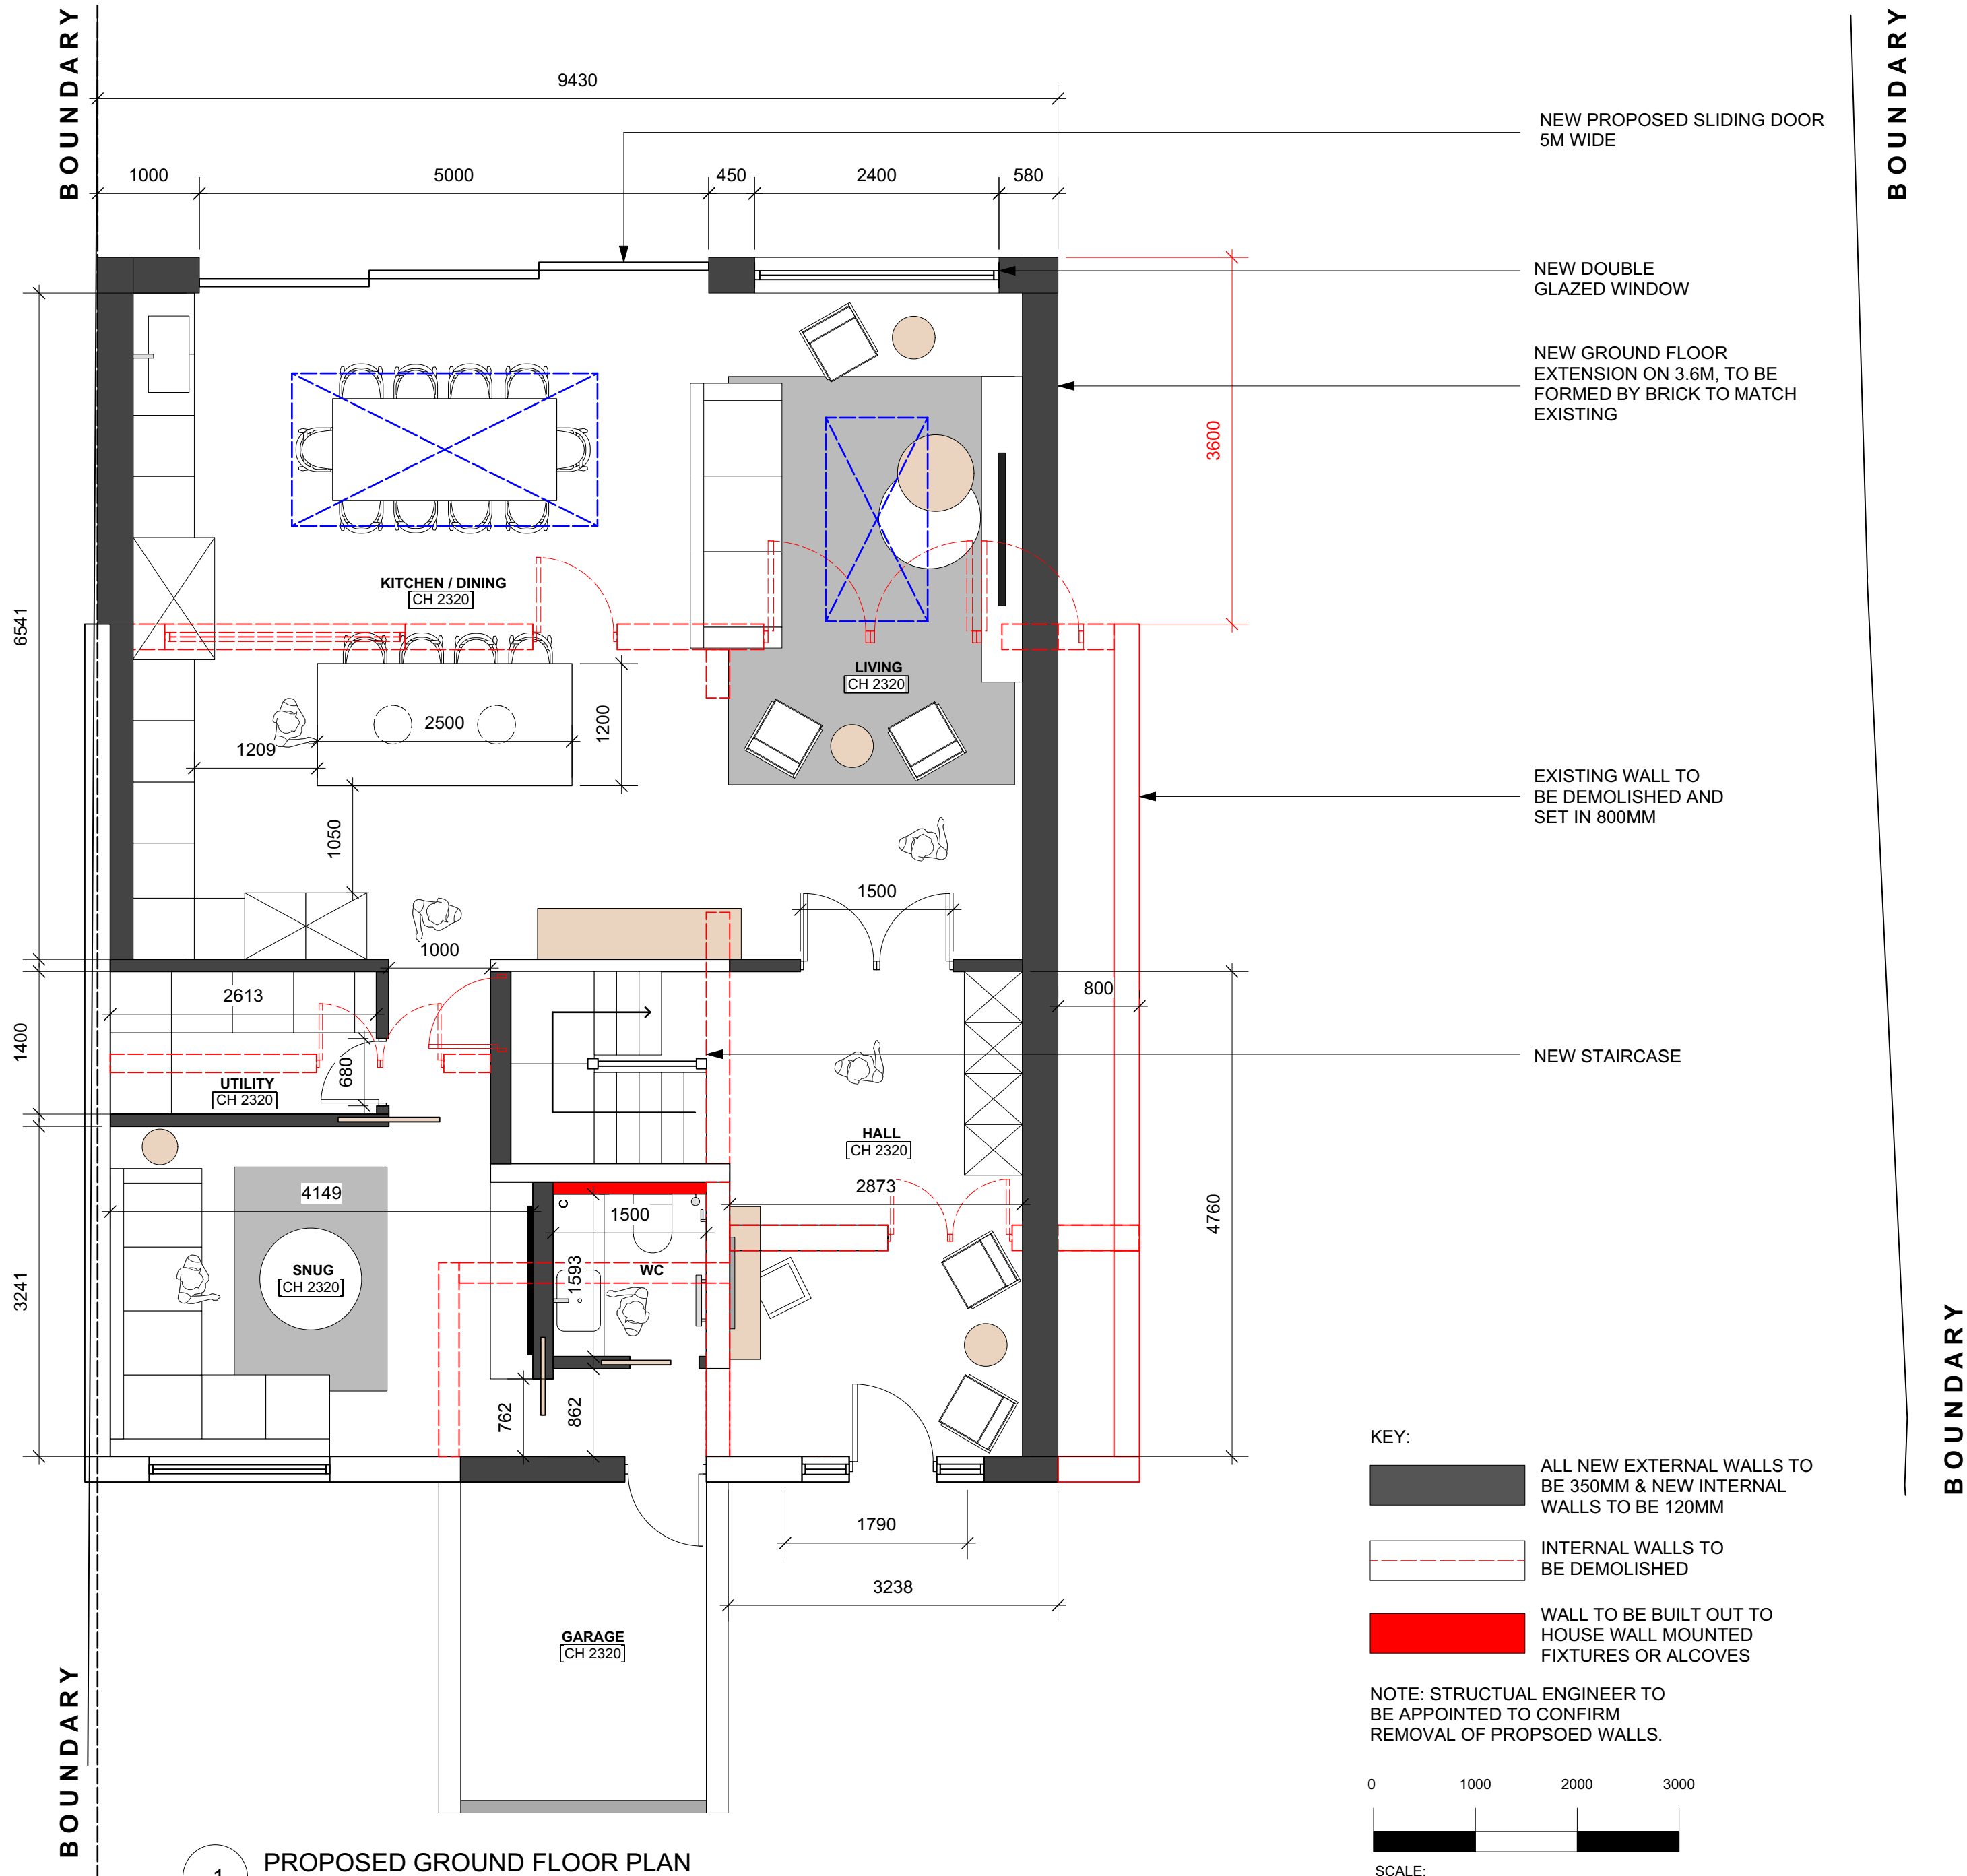 BOUNDARY
BOUNDARY
9430
NEW PROPOSED SLIDING DOOR
5M WIDE
1000
5000
450
2400
580
NEW DOUBLE
GLAZED WINDOW
NEW GROUND FLOOR
EXTENSION ON 3.6M, TO BE
FORMED BY BRICK TO MATCH
EXISTING
3600
KITCHEN / DINING
CH 2320
6541
LIVING
CH 2320
2500
1200
1209
1050
EXISTING WALL TO
BE DEMOLISHED AND
SET IN 800MM
1500
1000
2613
800
1400
680
NEW STAIRCASE
UTILITY
CH 2320
HALL
CH 2320
4149
C
1500
2873
4760
1593
WC
SNUG
CH 2320
3241
762
862
BOUNDARY
KEY:
ALL NEW EXTERNAL WALLS TO
BE 350MM & NEW INTERNAL
WALLS TO BE 120MM
1790
INTERNAL WALLS TO
BE DEMOLISHED
3238
WALL TO BE BUILT OUT TO
HOUSE WALL MOUNTED
FIXTURES OR ALCOVES
GARAGE
CH 2320
BOUNDARY
NOTE: STRUCTUAL ENGINEER TO
BE APPOINTED TO CONFIRM
REMOVAL OF PROPSOED WALLS.
0 1000 2000 3000
1
PROPOSED GROUND FLOOR PLAN
SCALE: